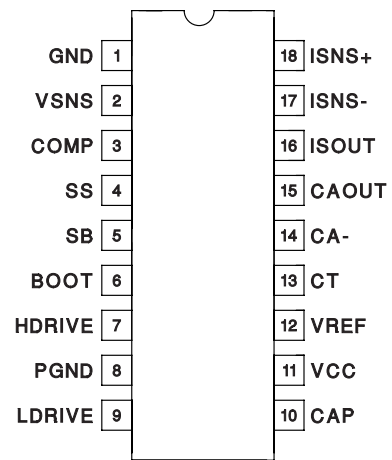 GND 1 18 ISNS+
VSNS 2 17 ISNS-
COMP 3 16 ISOUT
SS 4 15 CAOUT
SB 5 14 CA-
BOOT 6 13 CT
HDRIVE 7 12 VREF
PGND 8 11 VCC
LDRIVE 9 10 CAP